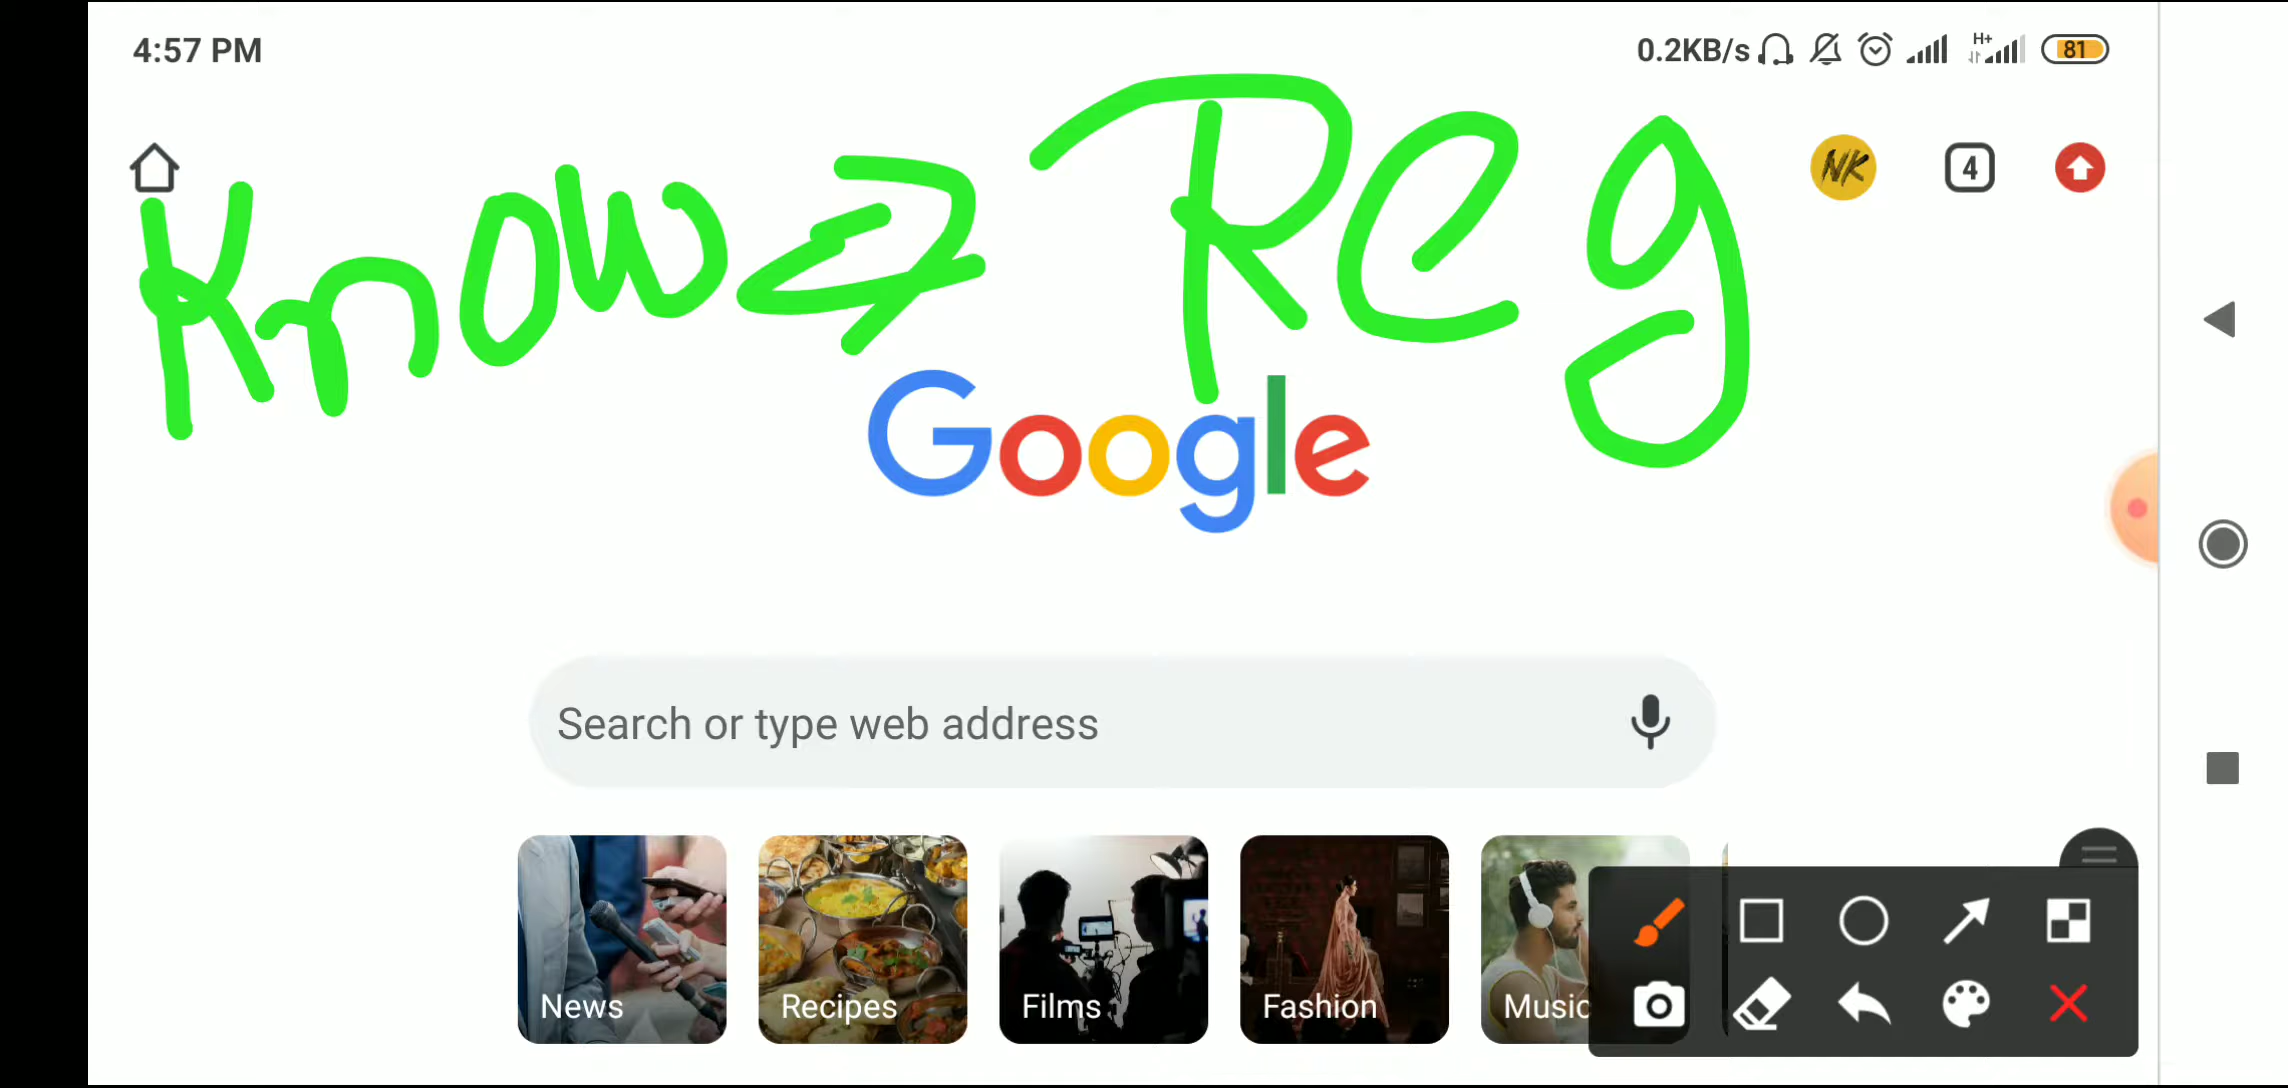 4:57 PM 0.2KB/s H+ 81
NK 4
Know => Reg
Google
Search or type web address
News Recipes Films Fashion Music